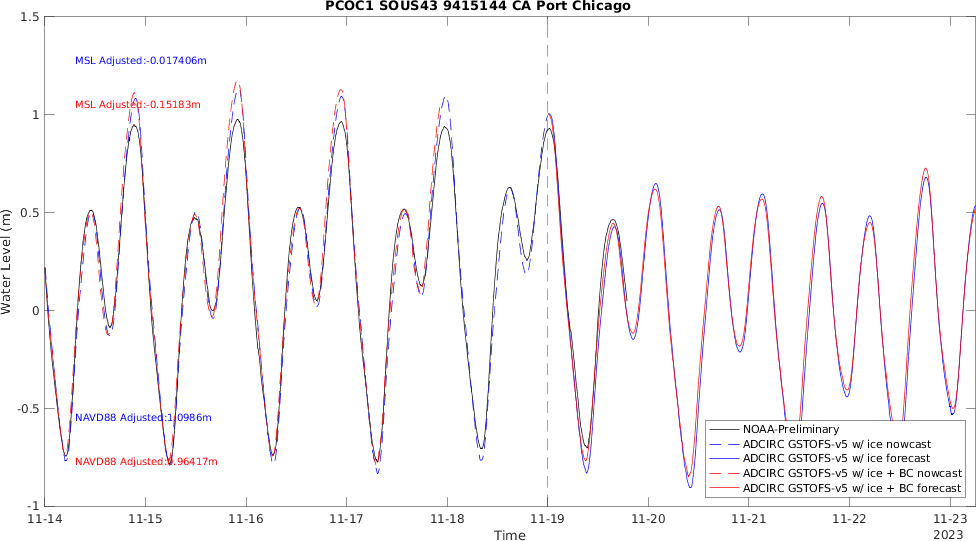 PCOC1 SOUS43 9415144 CA Port Chicago
1.5
MSL Adjusted:-0.017406m
MSL Adjusted:-0.15183m
1
0.5
Water Level (m)
0
-0.5
NAVD88 Adjusted:1.0986m
NAVD88 Adjusted:0.96417m
NOAA-Preliminary
ADCIRC GSTOFS-v5 w/ ice nowcast
ADCIRC GSTOFS-v5 w/ ice forecast
ADCIRC GSTOFS-v5 w/ ice + BC nowcast
ADCIRC GSTOFS-v5 w/ ice + BC forecast
-1
11-14 11-15 11-16 11-17 11-18 11-19 11-20 11-21 11-22 11-23
Time 2023